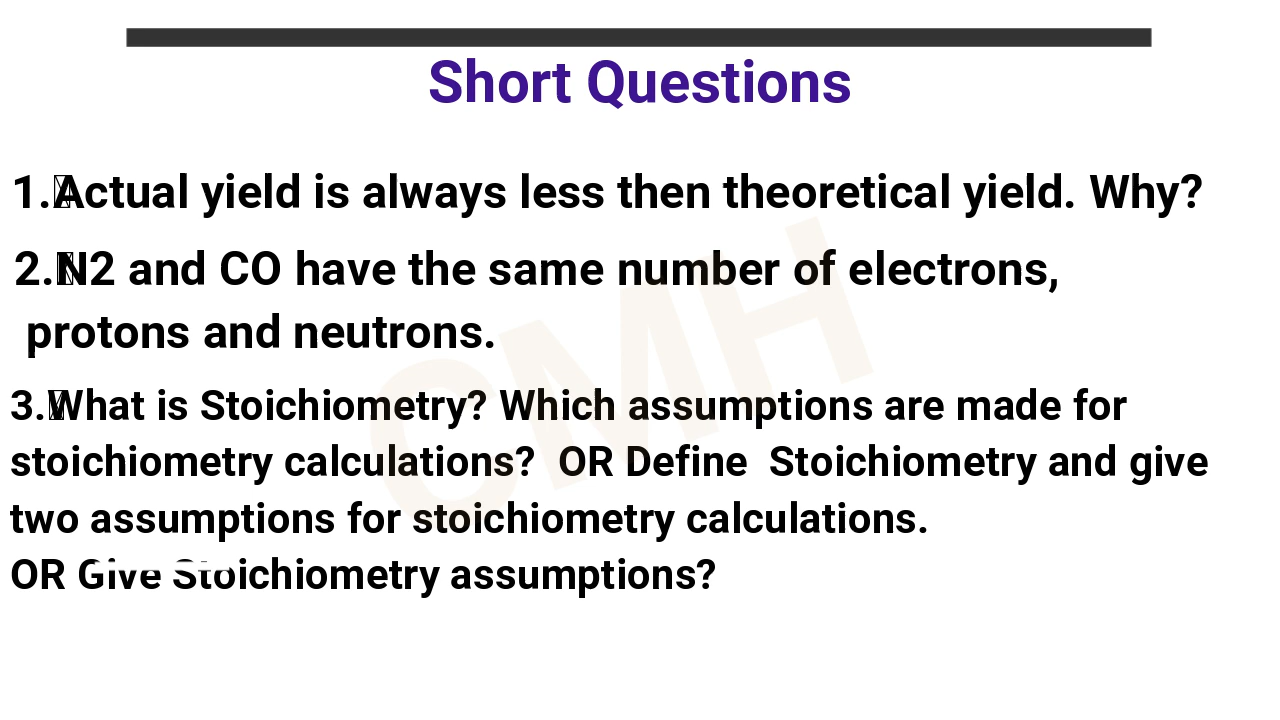 Short Questions
1. Actual yield is always less then theoretical yield. Why?
2. N2 and CO have the same number of electrons,
protons and neutrons.
3. What is Stoichiometry? Which assumptions are made for
stoichiometry calculations?  OR Define  Stoichiometry and give
two assumptions for stoichiometry calculations.
OR Give Stoichiometry assumptions?
CMH